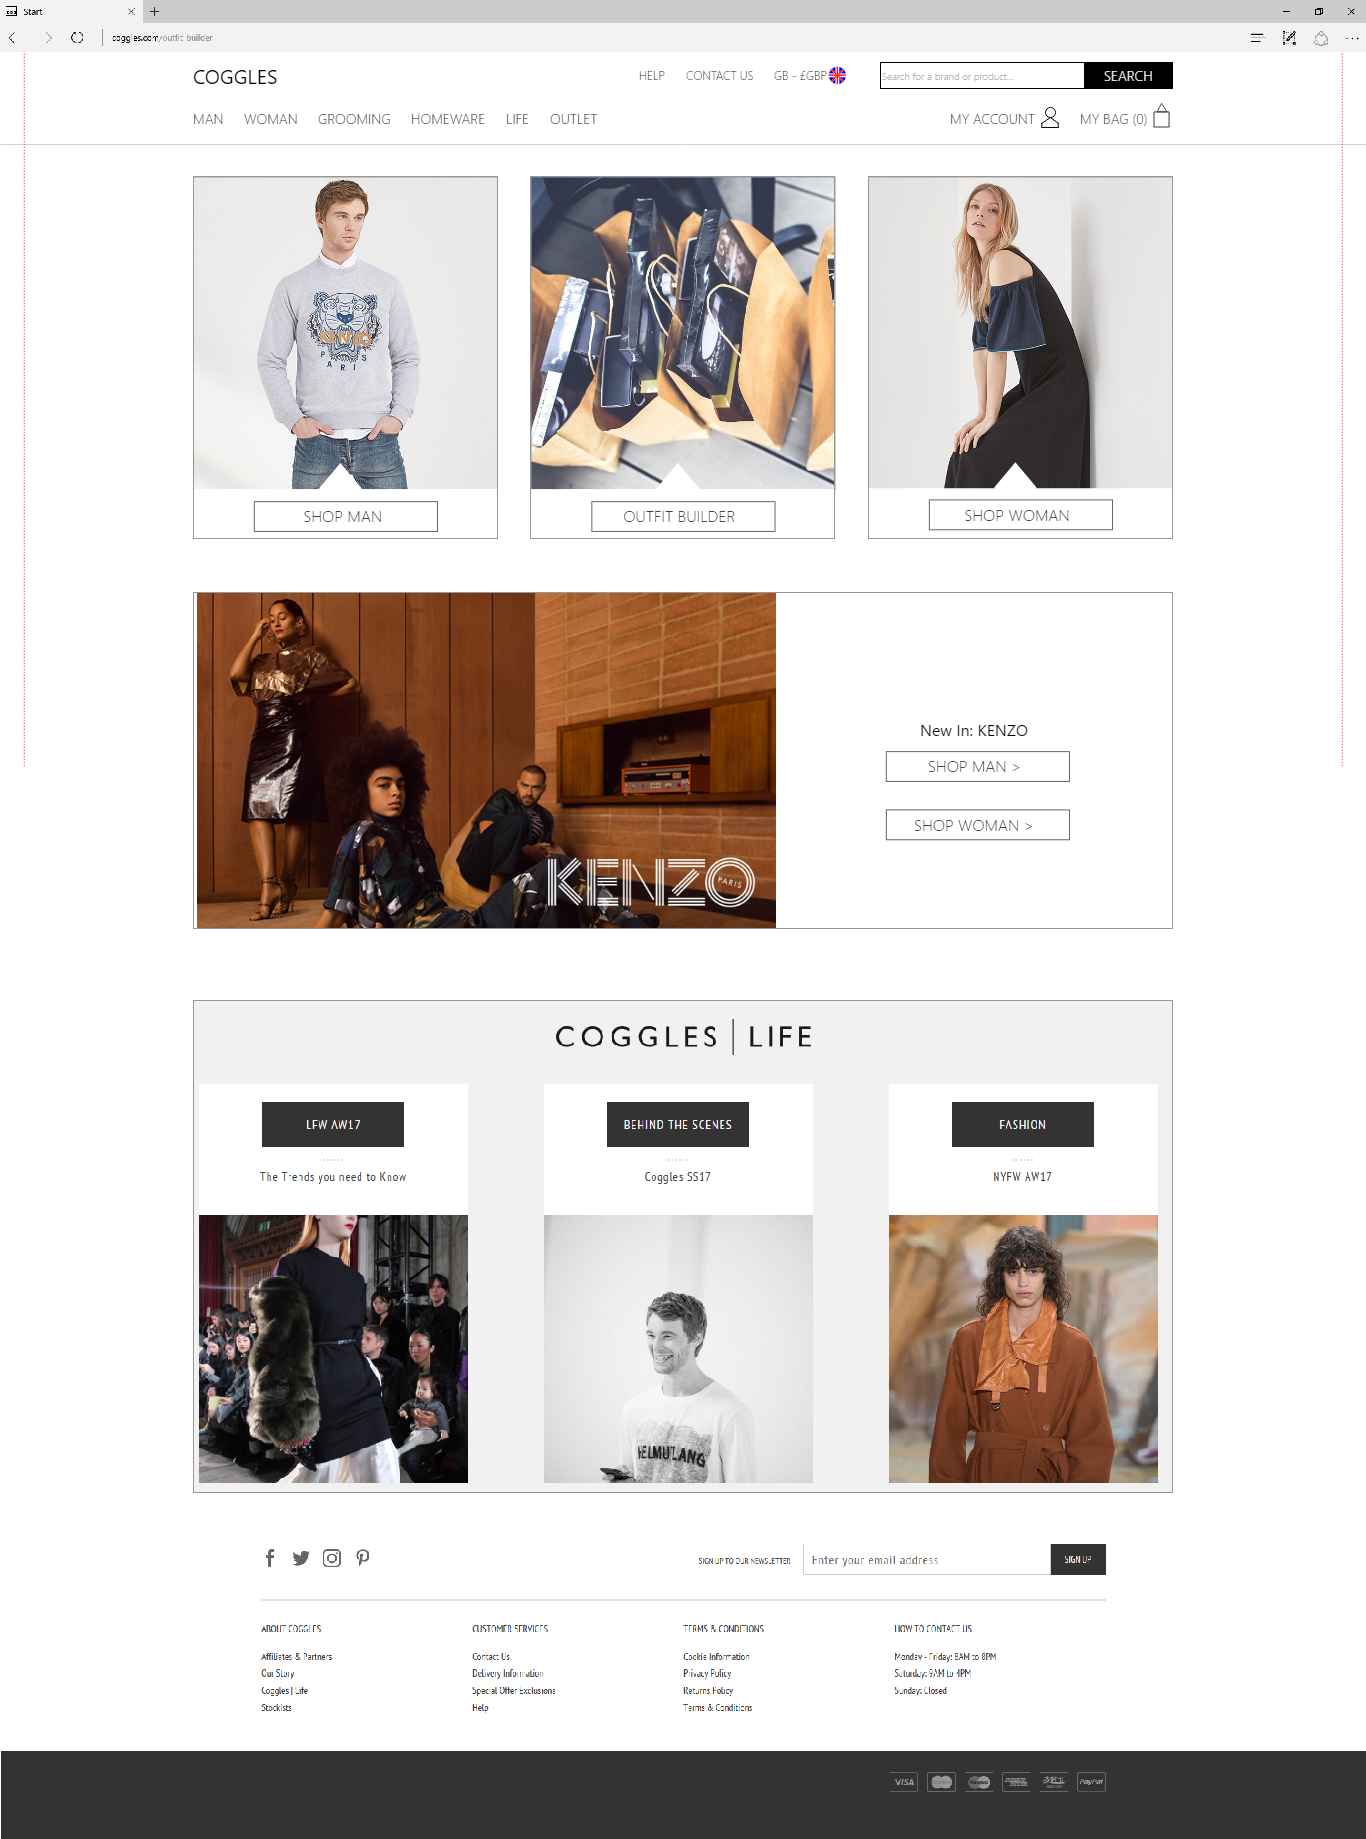 Start
coggles.com/outfit-builder
COGGLES
HELP CONTACT US GB - £GBP
Search for a brand or product...
SEARCH
MAN WOMAN GROOMING HOMEWARE LIFE OUTLET
MY ACCOUNT MY BAG (0)
KENZO
PARIS
SHOP MAN
OUTFIT BUILDER
SHOP WOMAN
New In: KENZO
SHOP MAN >
SHOP WOMAN >
KENZO
PARIS
COGGLES | LIFE
LFW AW17
The Trends you need to Know
BEHIND THE SCENES
Coggles SS17
FASHION
NYFW AW17
HELMUT LANG
SIGN UP TO OUR NEWSLETTER
Enter your email address
SIGN UP
ABOUT COGGLES
Affiliates & Partners
Our Story
Coggles | Life
Stockists
CUSTOMER SERVICES
Contact Us
Delivery Information
Special Offer Exclusions
Help
TERMS & CONDITIONS
Cookie Information
Privacy Policy
Returns Policy
Terms & Conditions
HOW TO CONTACT US
Monday - Friday: 8AM to 8PM
Saturday: 9AM to 4PM
Sunday: Closed
VISA
PayPal